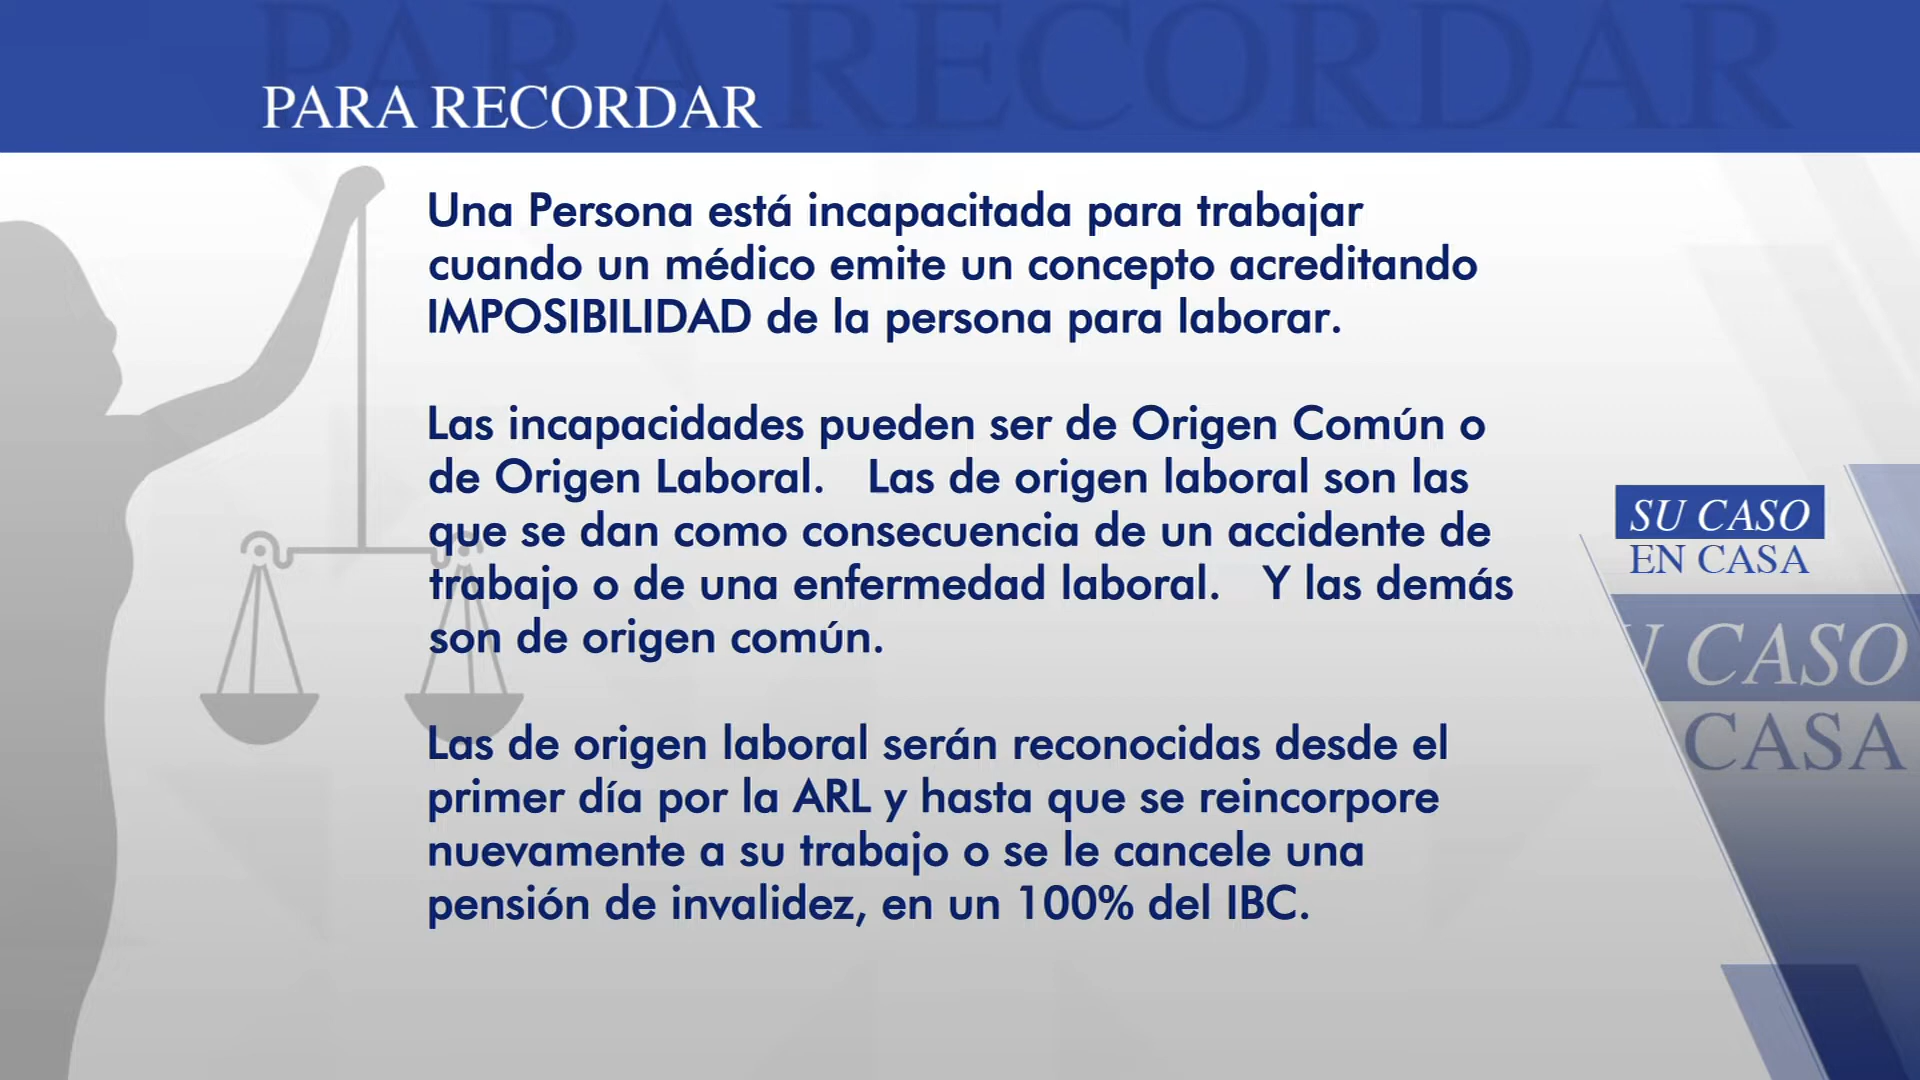 PARA RECORDAR
PARA RECORDAR
Una Persona está incapacitada para trabajar
cuando un médico emite un concepto acreditando
IMPOSIBILIDAD de la persona para laborar.
Las incapacidades pueden ser de Origen Común o
de Origen Laboral.   Las de origen laboral son las
que se dan como consecuencia de un accidente de
trabajo o de una enfermedad laboral.   Y las demás
son de origen común.
Las de origen laboral serán reconocidas desde el
primer día por la ARL y hasta que se reincorpore
nuevamente a su trabajo o se le cancele una
pensión de invalidez, en un 100% del IBC.
SU CASO
EN CASA
U CASO
CASA